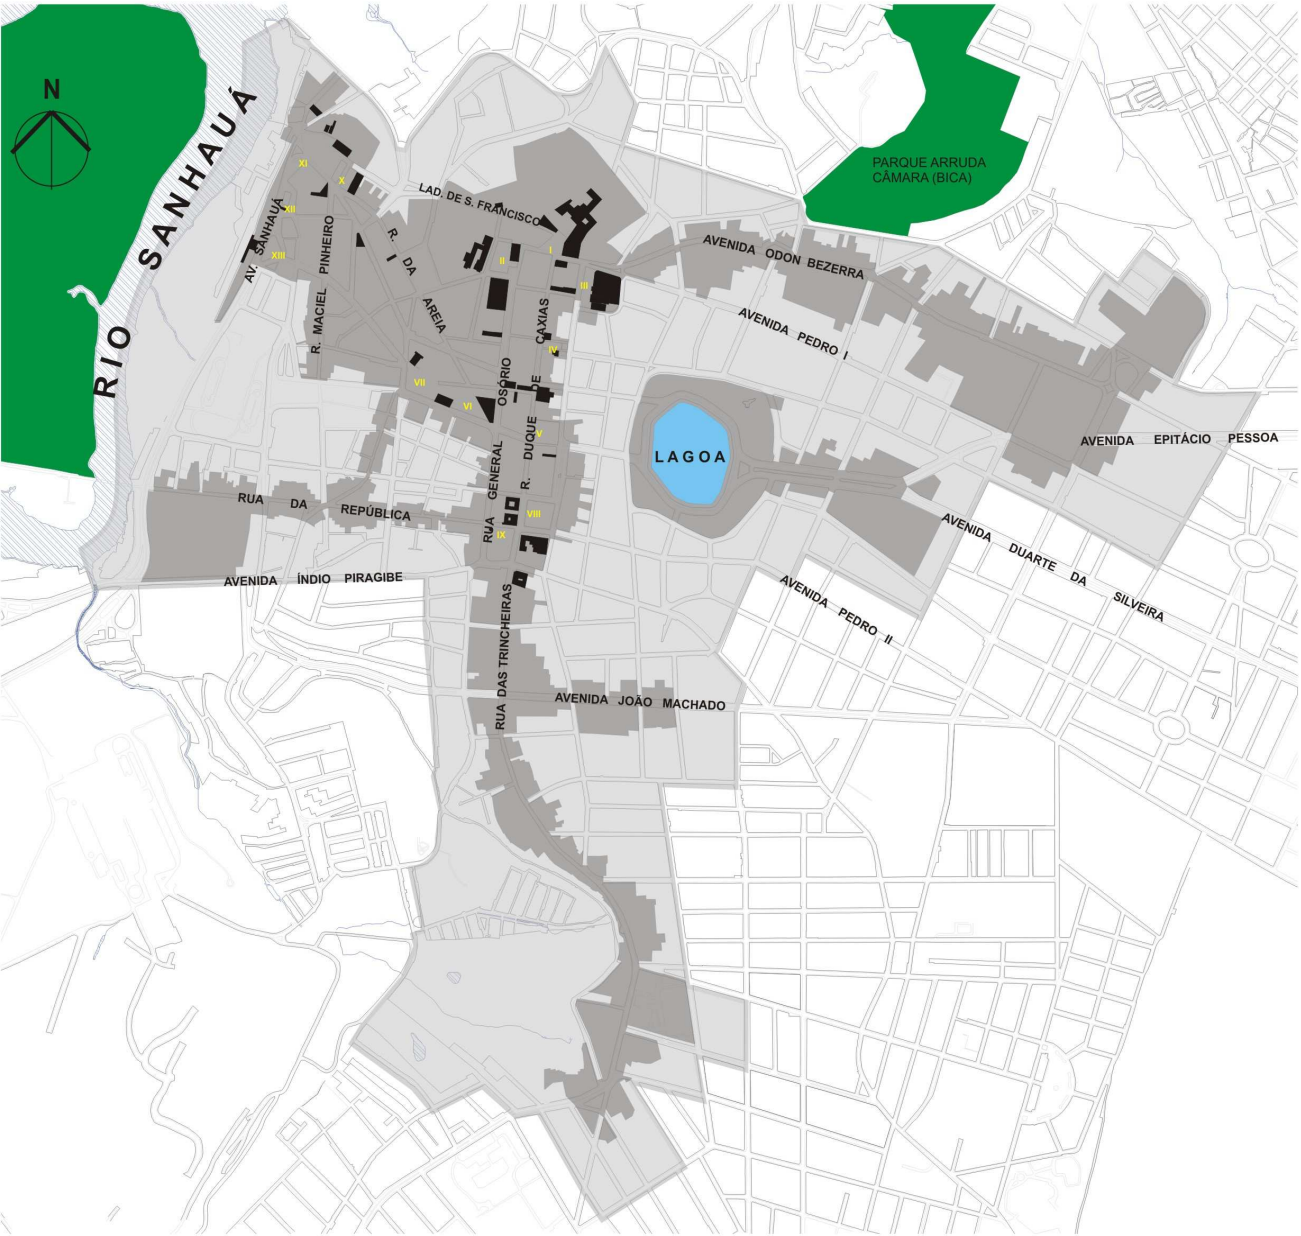 N
RIO SANHAUÁ
PARQUE ARRUDA
CÂMARA (BICA)
LAD. DE S. FRANCISCO
XI
X
XII
XIII
AV. SANHAUÁ
R. MACIEL PINHEIRO
R. DA AREIA
I
II
III
AVENIDA ODON BEZERRA
AVENIDA PEDRO I
R. DUQUE DE CAXIAS
IV
RUA GENERAL OSÓRIO
VII
VI
V
LAGOA
AVENIDA EPITÁCIO PESSOA
RUA DA REPÚBLICA
VIII
IX
AVENIDA DUARTE DA SILVEIRA
AVENIDA ÍNDIO PIRAGIBE
AVENIDA PEDRO II
RUA DAS TRINCHEIRAS
AVENIDA JOÃO MACHADO